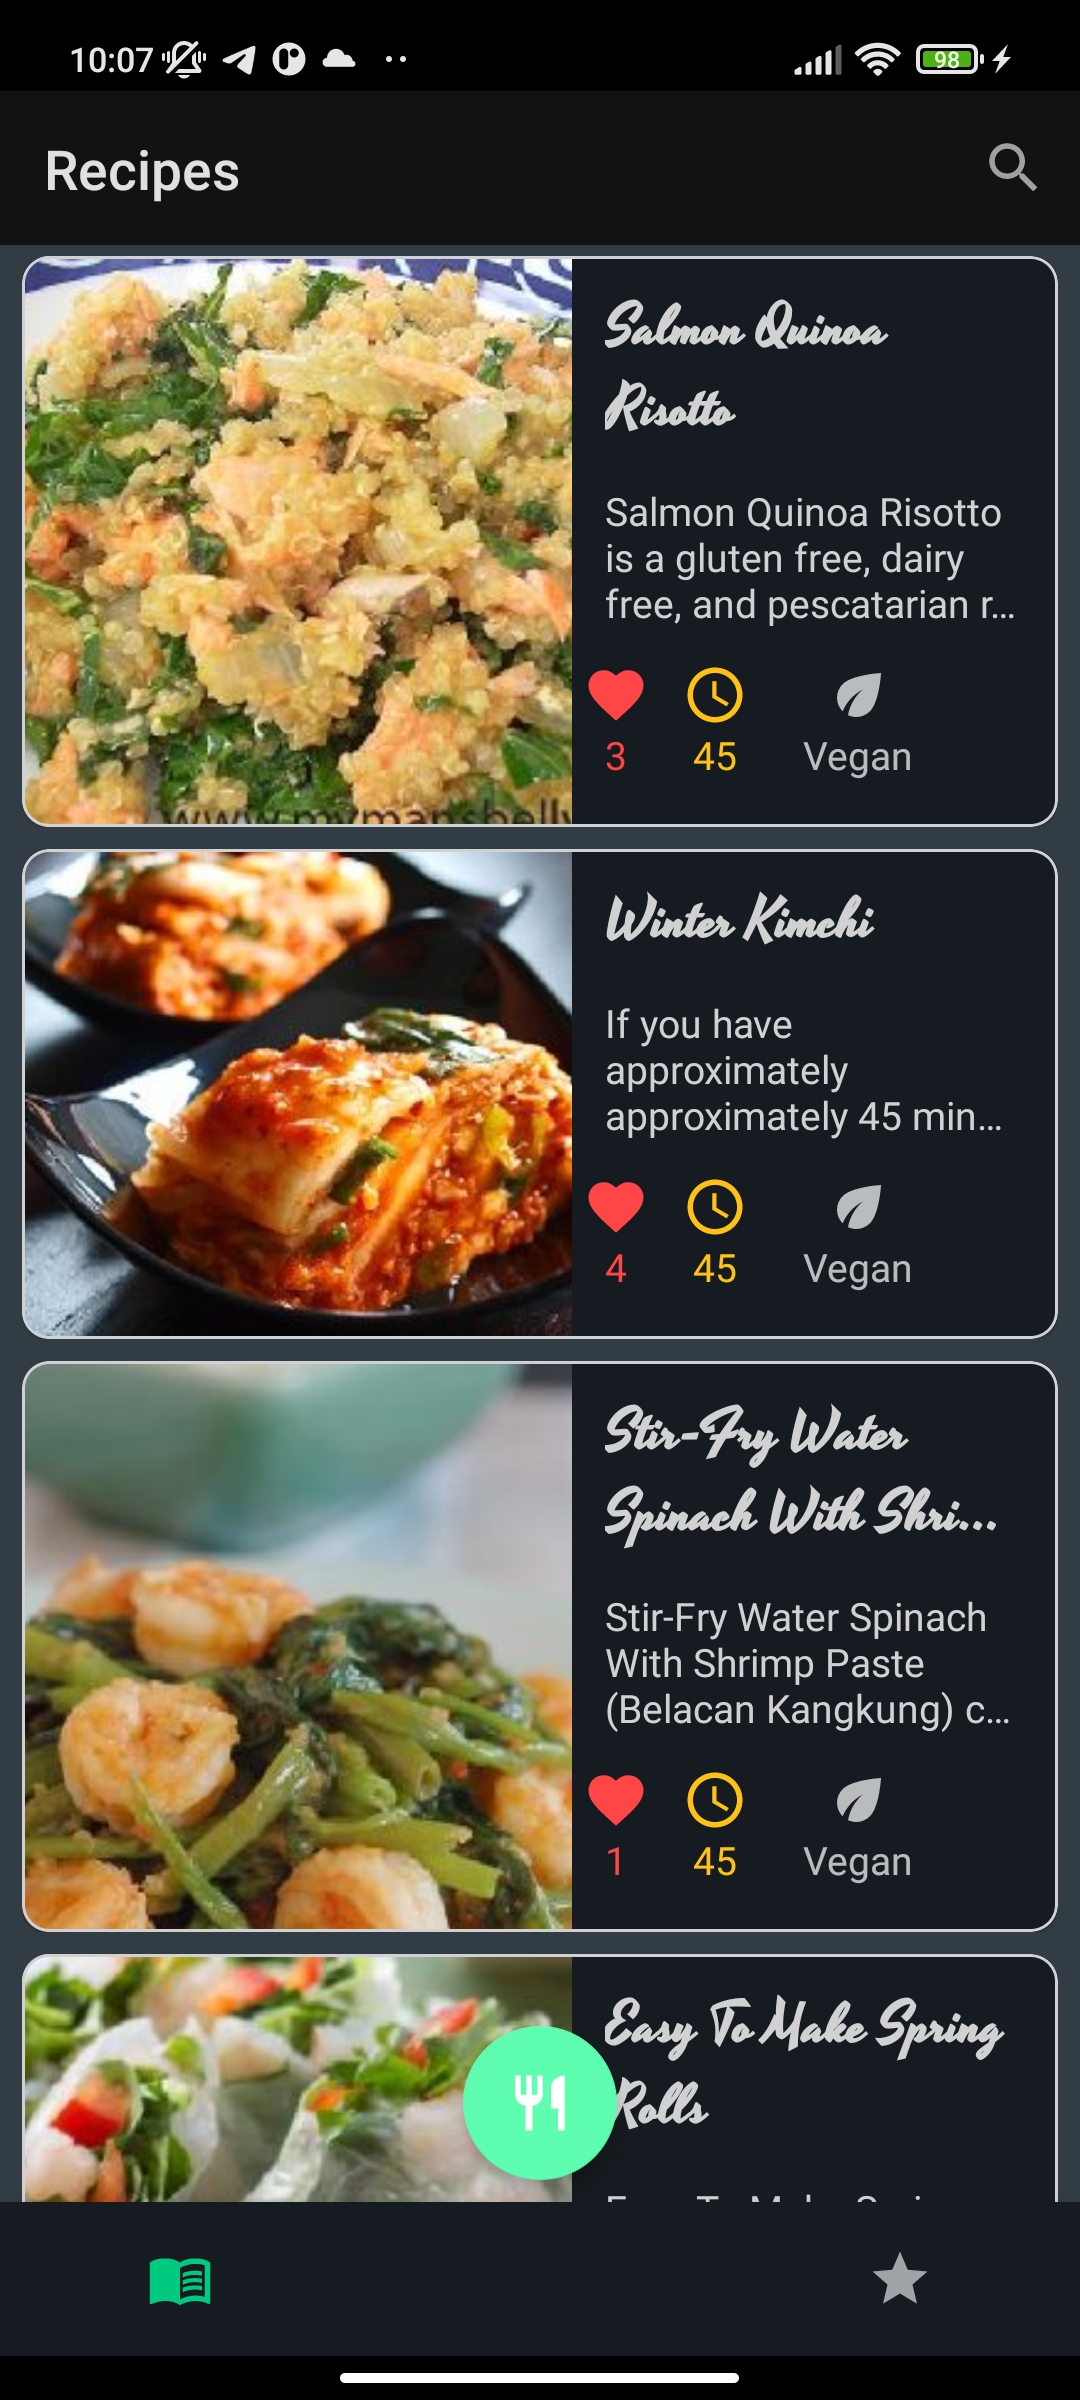 10:07
98
Recipes
Salmon Quinoa
Risotto
Salmon Quinoa Risotto
is a gluten free, dairy
free, and pescatarian r...
3
45
Vegan
www.mymansbelly
Winter Kimchi
If you have
approximately
approximately 45 min...
4
45
Vegan
Stir-Fry Water
Spinach With Shri...
Stir-Fry Water Spinach
With Shrimp Paste
(Belacan Kangkung) c...
1
45
Vegan
Easy To Make Spring
Rolls